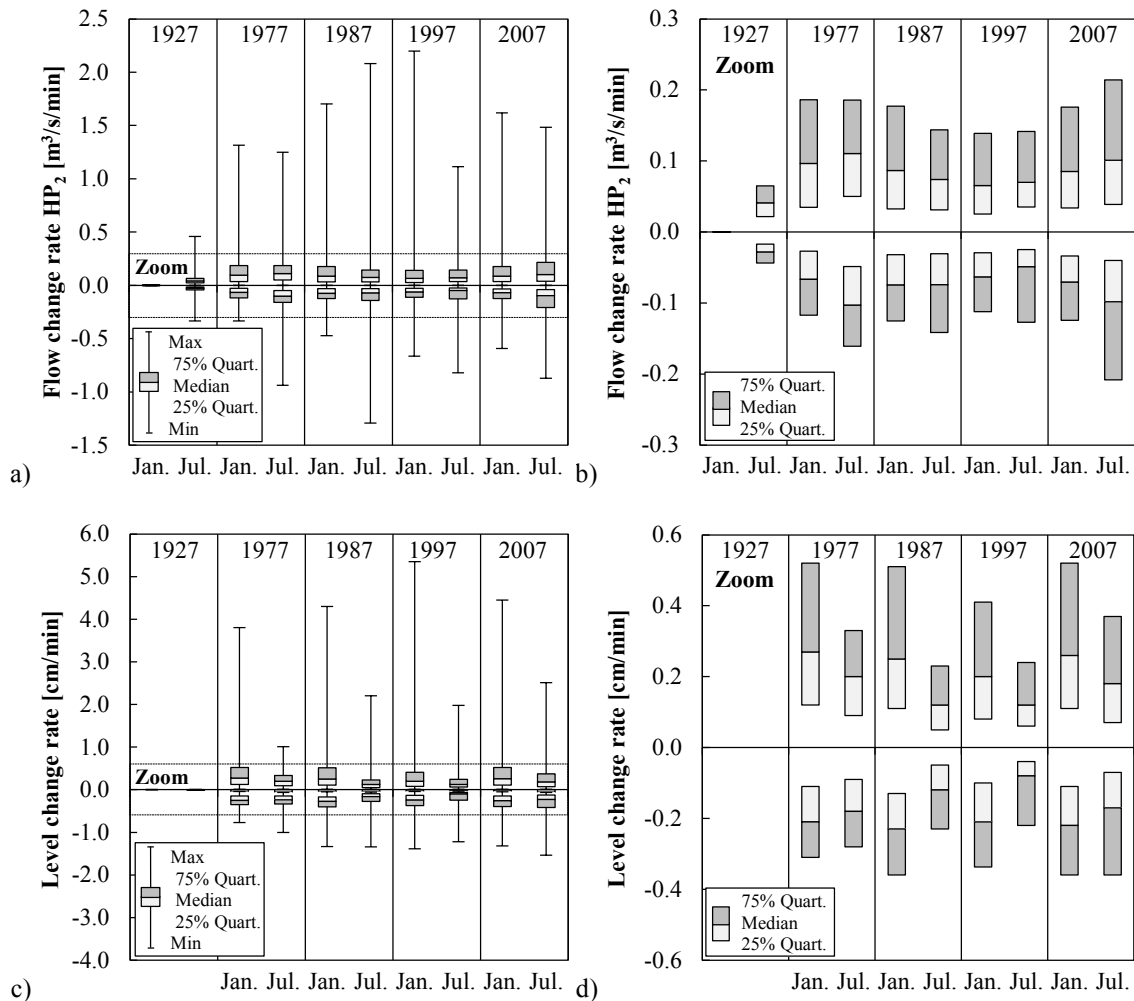 1927 1977 1987 1997 2007
Flow change rate HP₂ [m³/s/min]
2.5
2.0
1.5
1.0
0.5
0.0
-0.5
-1.0
-1.5
Zoom
Max
75% Quart.
Median
25% Quart.
Min
Jan. Jul. Jan. Jul. Jan. Jul. Jan. Jul. Jan. Jul.
a)
1927 1977 1987 1997 2007
Zoom
Flow change rate HP₂ [m³/s/min]
0.3
0.2
0.1
0.0
-0.1
-0.2
-0.3
75% Quart.
Median
25% Quart.
Jan. Jul. Jan. Jul. Jan. Jul. Jan. Jul. Jan. Jul.
b)
1927 1977 1987 1997 2007
Level change rate [cm/min]
6.0
5.0
4.0
3.0
2.0
1.0
0.0
-1.0
-2.0
-3.0
-4.0
Zoom
Max
75% Quart.
Median
25% Quart.
Min
Jan. Jul. Jan. Jul. Jan. Jul. Jan. Jul.
c)
1927 1977 1987 1997 2007
Zoom
Level change rate [cm/min]
0.6
0.4
0.2
0.0
-0.2
-0.4
-0.6
75% Quart.
Median
25% Quart.
Jan. Jul. Jan. Jul. Jan. Jul. Jan. Jul.
d)